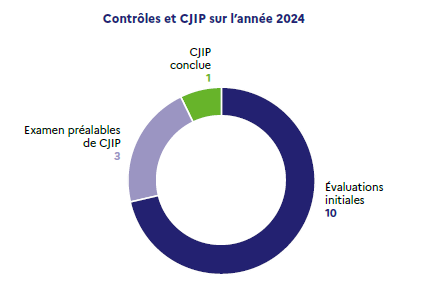 Contrôles et CJIP sur l'année 2024
CJIP
conclue
1
Examen préalables
de CJIP
3
Évaluations
initiales
10